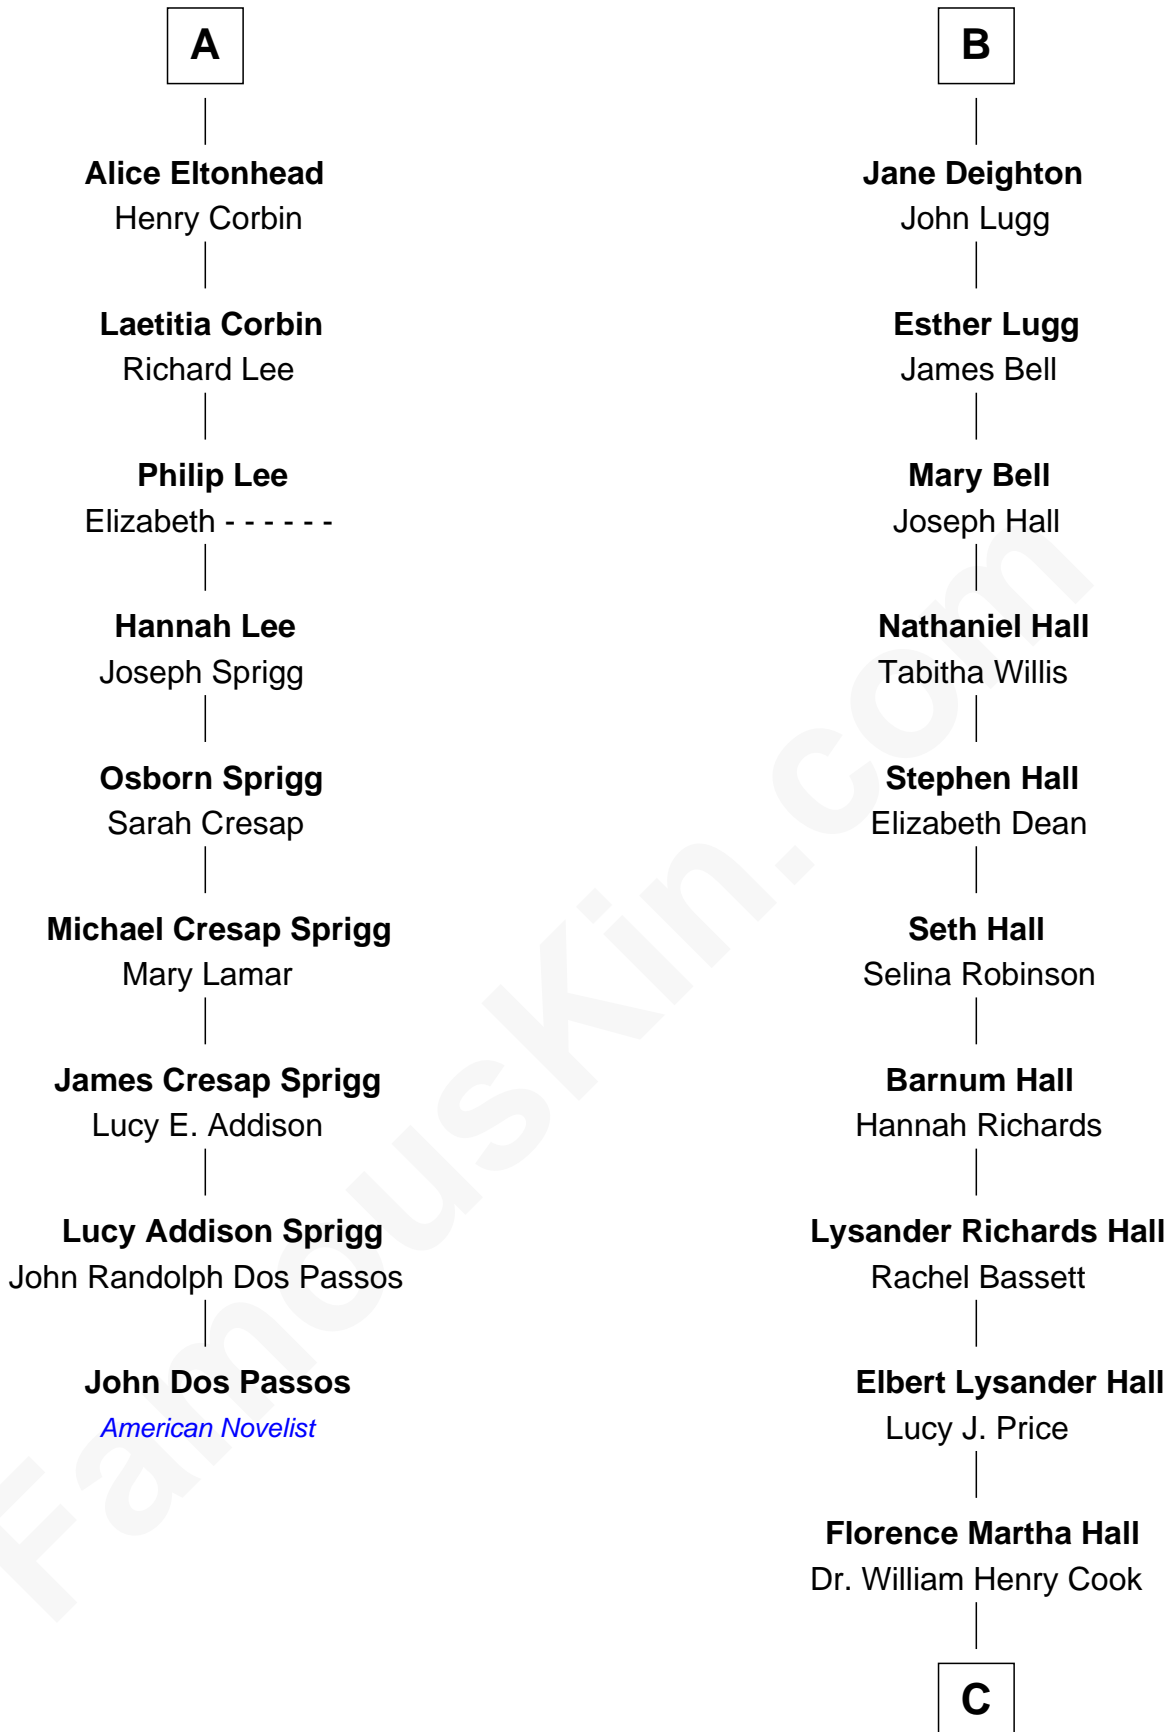 A
Alice Eltonhead
Henry Corbin
Laetitia Corbin
Richard Lee
Philip Lee
Elizabeth - - - - - -
Hannah Lee
Joseph Sprigg
Osborn Sprigg
Sarah Cresap
Michael Cresap Sprigg
Mary Lamar
James Cresap Sprigg
Lucy E. Addison
Lucy Addison Sprigg
John Randolph Dos Passos
John Dos Passos
American Novelist
B
Jane Deighton
John Lugg
Esther Lugg
James Bell
Mary Bell
Joseph Hall
Nathaniel Hall
Tabitha Willis
Stephen Hall
Elizabeth Dean
Seth Hall
Selina Robinson
Barnum Hall
Hannah Richards
Lysander Richards Hall
Rachel Bassett
Elbert Lysander Hall
Lucy J. Price
Florence Martha Hall
Dr. William Henry Cook
C
FamousKin.com